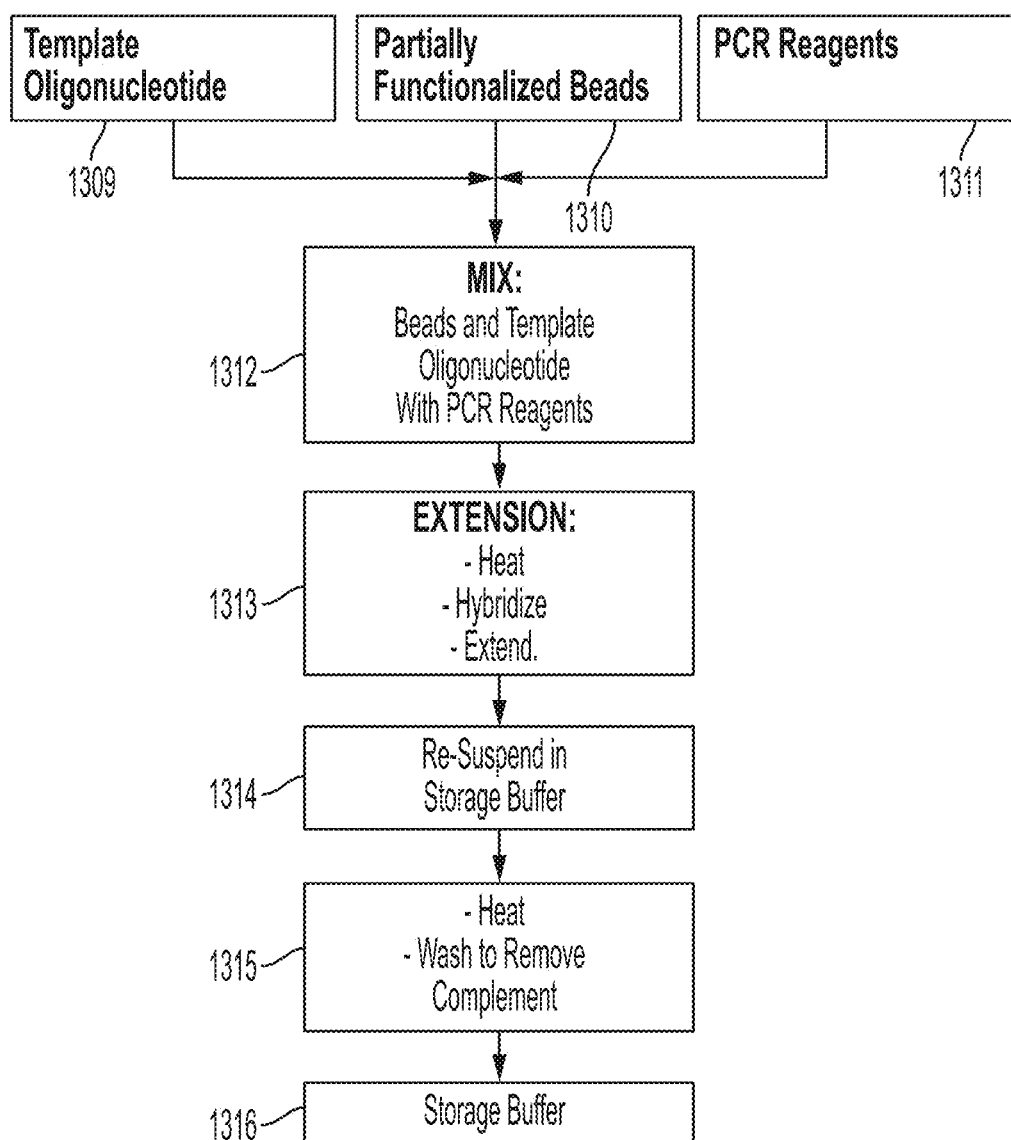 Template
Oligonucleotide
Partially
Functionalized Beads
PCR Reagents
1309
1310
1311
MIX:
Beads and Template
Oligonucleotide
With PCR Reagents
1312
EXTENSION:
- Heat
- Hybridize
- Extend.
1313
Re-Suspend in
Storage Buffer
1314
- Heat
- Wash to Remove
Complement
1315
Storage Buffer
1316